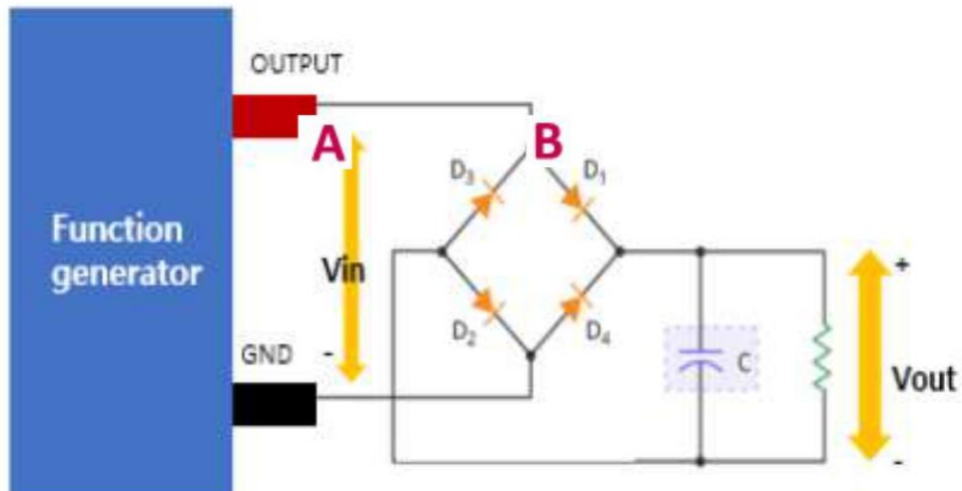 OUTPUT
A
B
D₃
D₁
Function
generator
Vin
+
D₂
D₄
GND
-
C
Vout
-